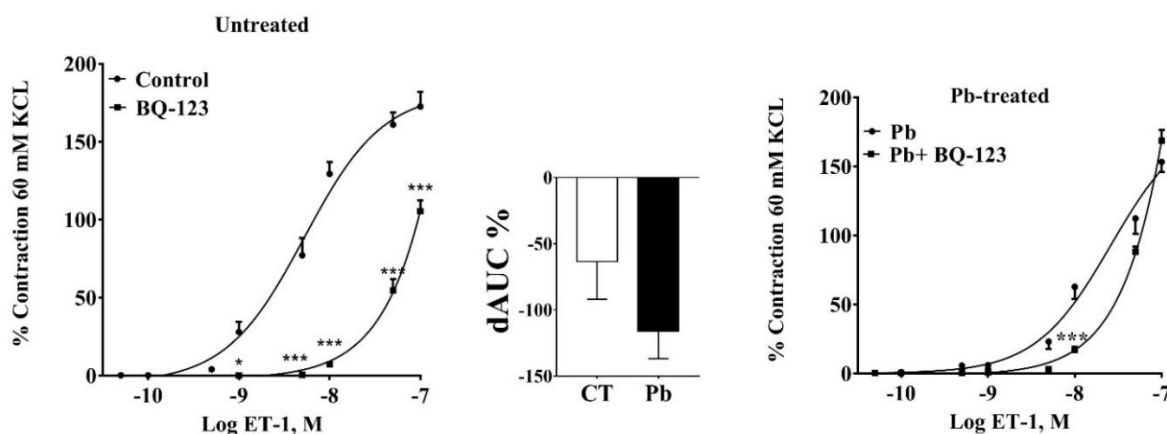 Untreated
% Contraction 60 mM KCL
200
150
100
50
0
Control
BQ-123
*
***
***
***
***
-10
-9
-8
-7
Log ET-1, M
dAUC %
0
-50
-100
-150
CT
Pb
Pb-treated
% Contraction 60 mM KCL
200
150
100
50
0
Pb
Pb+ BQ-123
***
-10
-9
-8
-7
Log ET-1, M